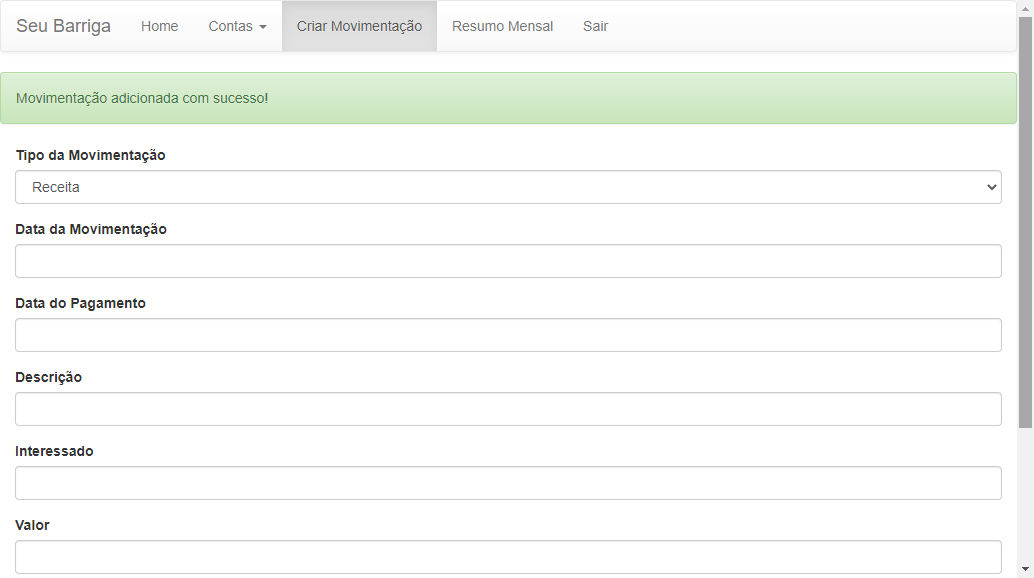 Seu Barriga Home Contas Criar Movimentação Resumo Mensal Sair
Movimentação adicionada com sucesso!
Tipo da Movimentação
Receita
Data da Movimentação
Data do Pagamento
Descrição
Interessado
Valor